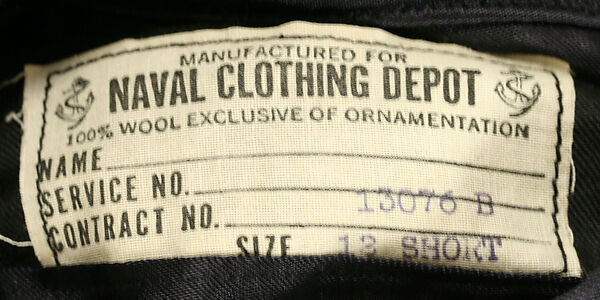 MANUFACTURED FOR
NAVAL CLOTHING DEPOT
100% WOOL EXCLUSIVE OF ORNAMENTATION
NAME
SERVICE NO.
CONTRACT NO. 13076 B
SIZE 12 SHORT